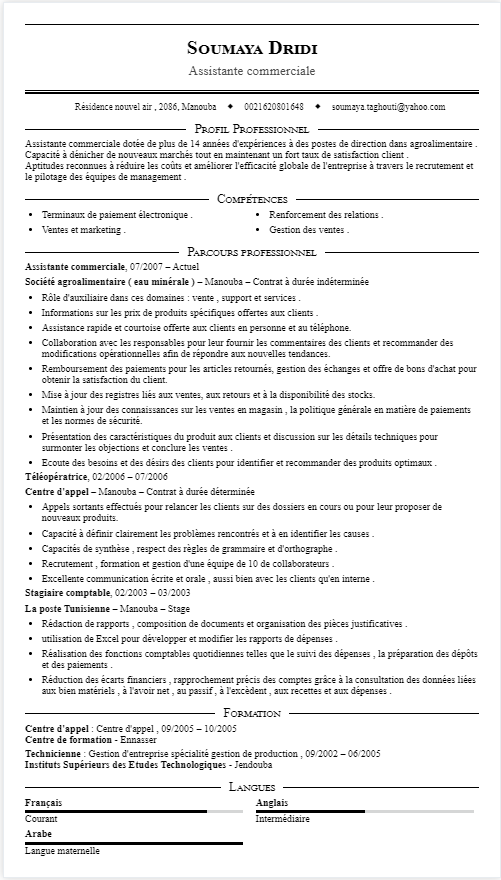 Soumaya Dridi
Assistante commerciale
Résidence nouvel air , 2086, Manouba ♦ 0021620801648 ♦ soumaya.taghouti@yahoo.com
Profil Professionnel
Assistante commerciale dotée de plus de 14 années d'expériences à des postes de direction dans agroalimentaire .
Capacité à dénicher de nouveaux marchés tout en maintenant un fort taux de satisfaction client .
Aptitudes reconnues à réduire les coûts et améliorer l'efficacité globale de l'entreprise à travers le recrutement et
le pilotage des équipes de management .
Compétences
• Terminaux de paiement électronique .
• Ventes et marketing .
• Renforcement des relations .
• Gestion des ventes .
Parcours professionnel
Assistante commerciale, 07/2007 – Actuel
Société agroalimentaire ( eau minérale ) – Manouba – Contrat à durée indéterminée
• Rôle d'auxiliaire dans ces domaines : vente , support et services .
• Informations sur les prix de produits spécifiques offertes aux clients .
• Assistance rapide et courtoise offerte aux clients en personne et au téléphone.
• Collaboration avec les responsables pour leur fournir les commentaires des clients et recommander des
modifications opérationnelles afin de répondre aux nouvelles tendances.
• Remboursement des paiements pour les articles retournés, gestion des échanges et offre de bons d'achat pour
obtenir la satisfaction du client.
• Mise à jour des registres liés aux ventes, aux retours et à la disponibilité des stocks.
• Maintien à jour des connaissances sur les ventes en magasin , la politique générale en matière de paiements
et les normes de sécurité.
• Présentation des caractéristiques du produit aux clients et discussion sur les détails techniques pour
surmonter les objections et conclure les ventes .
• Ecoute des besoins et des désirs des clients pour identifier et recommander des produits optimaux .
Téléopératrice, 02/2006 – 07/2006
Centre d'appel – Manouba – Contrat à durée déterminée
• Appels sortants effectués pour relancer les clients sur des dossiers en cours ou pour leur proposer de
nouveaux produits.
• Capacité à définir clairement les problèmes rencontrés et à en identifier les causes .
• Capacités de synthèse , respect des règles de grammaire et d'orthographe .
• Recrutement , formation et gestion d'une équipe de 10 de collaborateurs .
• Excellente communication écrite et orale , aussi bien avec les clients qu'en interne .
Stagiaire comptable, 02/2003 – 03/2003
La poste Tunisienne – Manouba – Stage
• Rédaction de rapports , composition de documents et organisation des pièces justificatives .
• utilisation de Excel pour développer et modifier les rapports de dépenses .
• Réalisation des fonctions comptables quotidiennes telles que le suivi des dépenses , la préparation des dépôts
et des paiements .
• Réduction des écarts financiers , rapprochement précis des comptes grâce à la consultation des données liées
aux bien matériels , à l'avoir net , au passif , à l'excèdent , aux recettes et aux dépenses .
Formation
Centre d'appel : Centre d'appel , 09/2005 – 10/2005
Centre de formation - Ennasser
Technicienne : Gestion d'entreprise spécialité gestion de production , 09/2002 – 06/2005
Instituts Supérieurs des Etudes Technologiques - Jendouba
Langues
Français
Courant
Anglais
Intermédiaire
Arabe
Langue maternelle